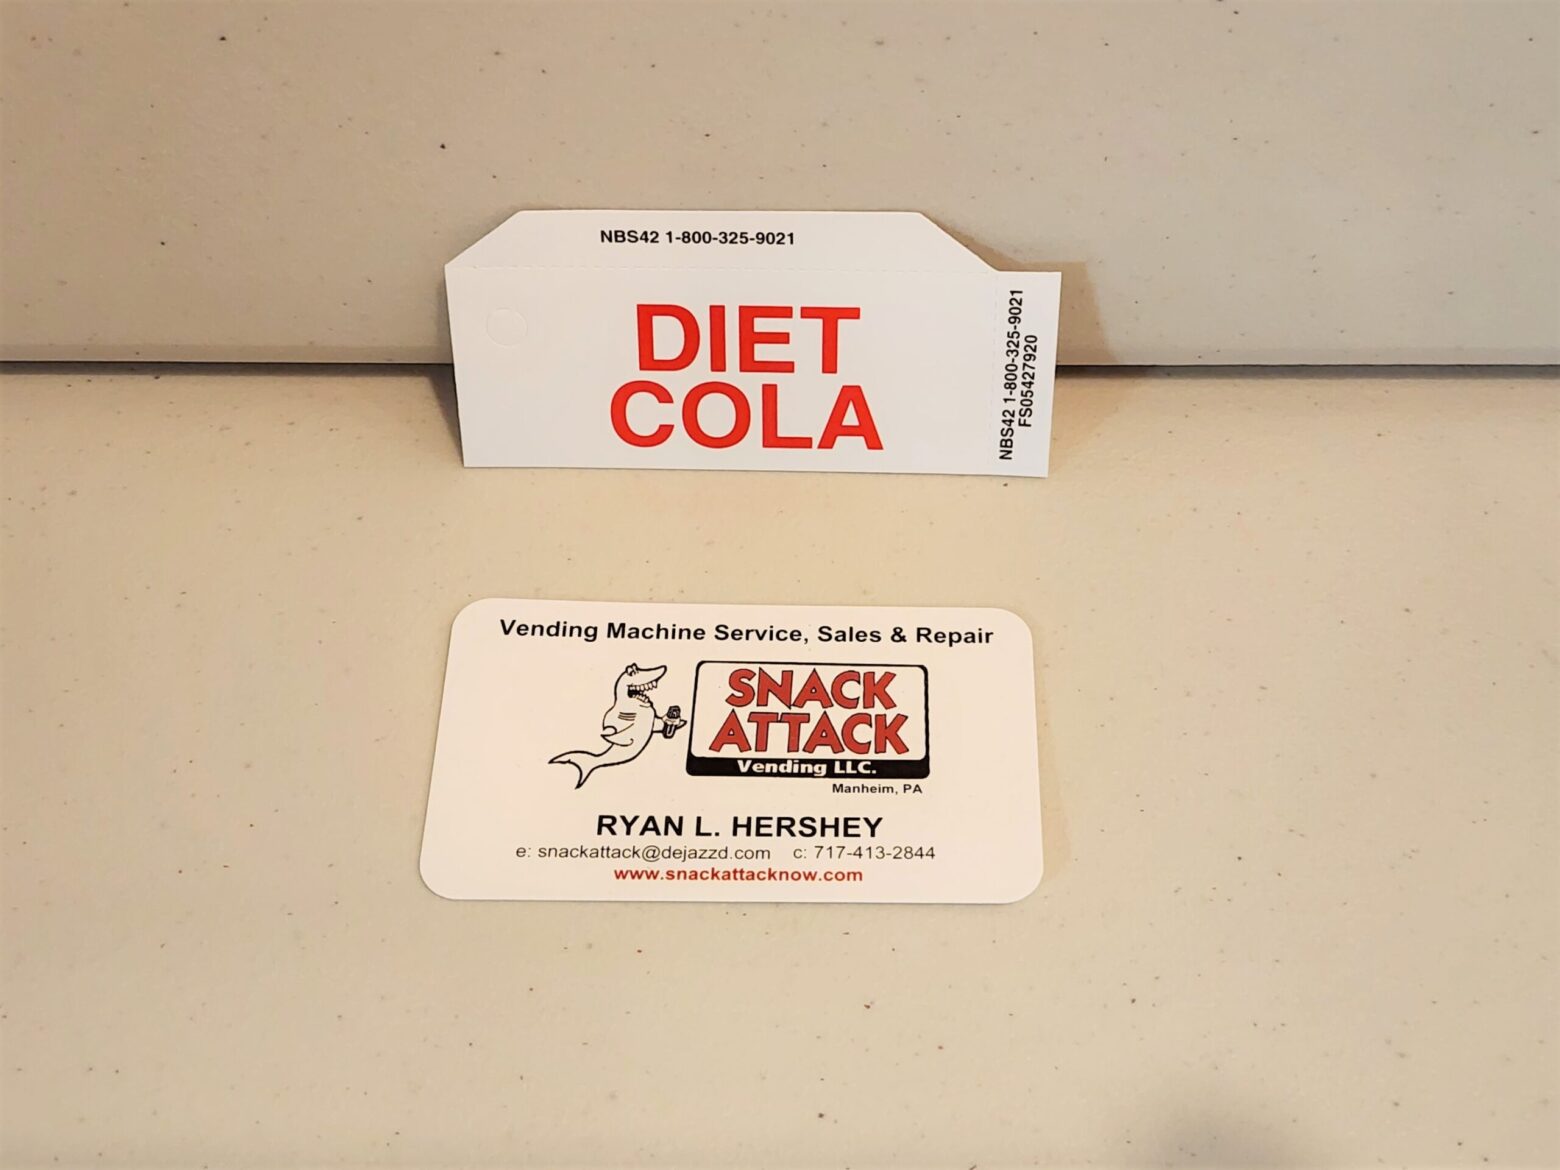 NBS42 1-800-325-9021
DIET
COLA
NBS42 1-800-325-9021
FS05427920
Vending Machine Service, Sales & Repair
SNACK
ATTACK
Vending LLC.
Manheim, PA
RYAN L. HERSHEY
e: snackattack@dejazzd.com c: 717-413-2844
www.snackattacknow.com